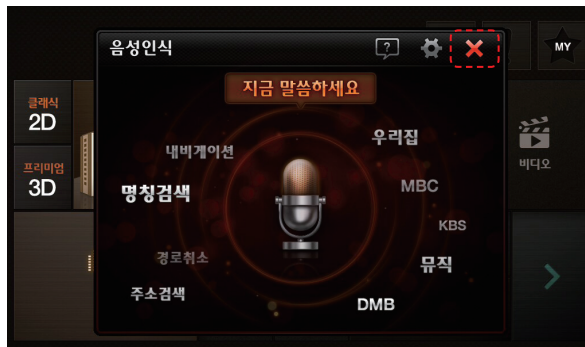 음성인식
?
MY
지금 말씀하세요
클래식
2D
우리집
내비게이션
비디오
프리미엄
3D
명칭검색
MBC
KBS
경로취소
뮤직
주소검색
DMB